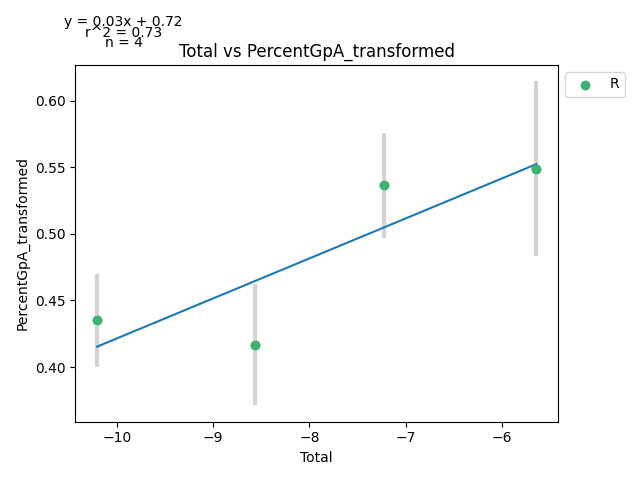 y = 0.03x + 0.72
r^2 = 0.73
n = 4
Total vs PercentGpA_transformed
R
PercentGpA_transformed
0.60
0.55
0.50
0.45
0.40
−10
−9
−8
−7
−6
Total